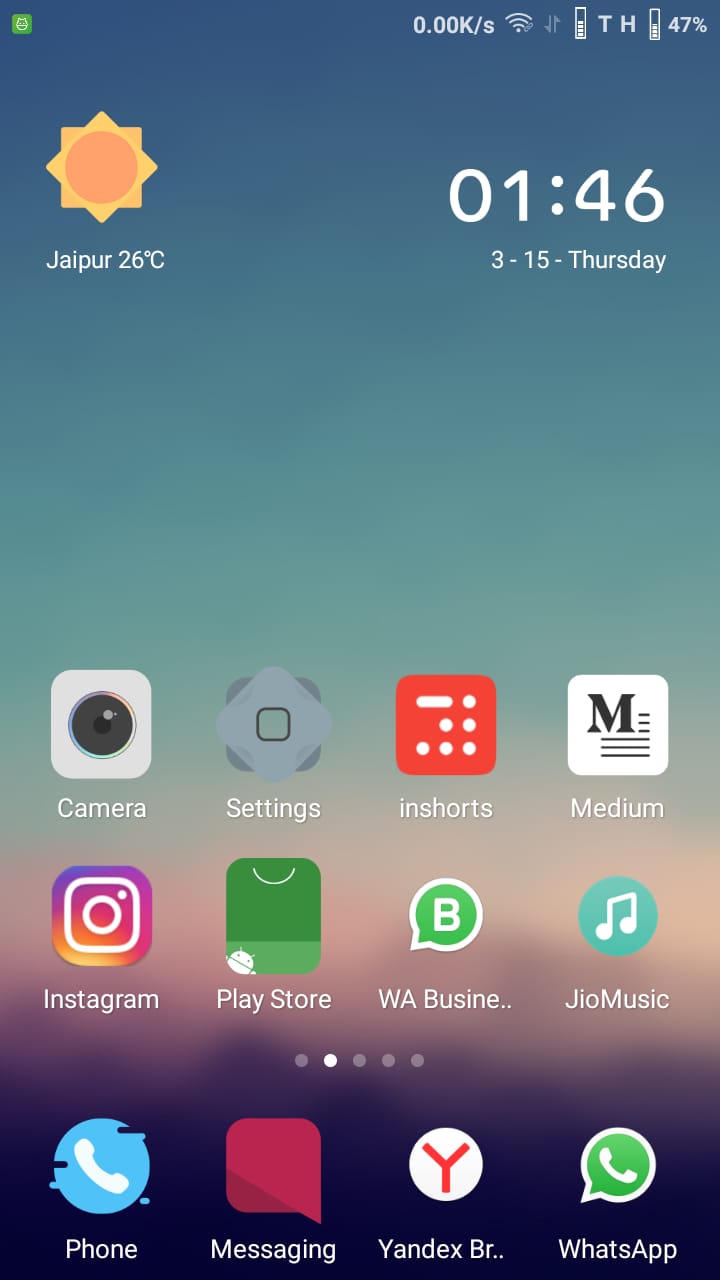 0.00K/s T H 47%
01:46
Jaipur 26℃
3 - 15 - Thursday
Camera Settings inshorts Medium
Instagram Play Store WA Busine.. JioMusic
Phone Messaging Yandex Br.. WhatsApp